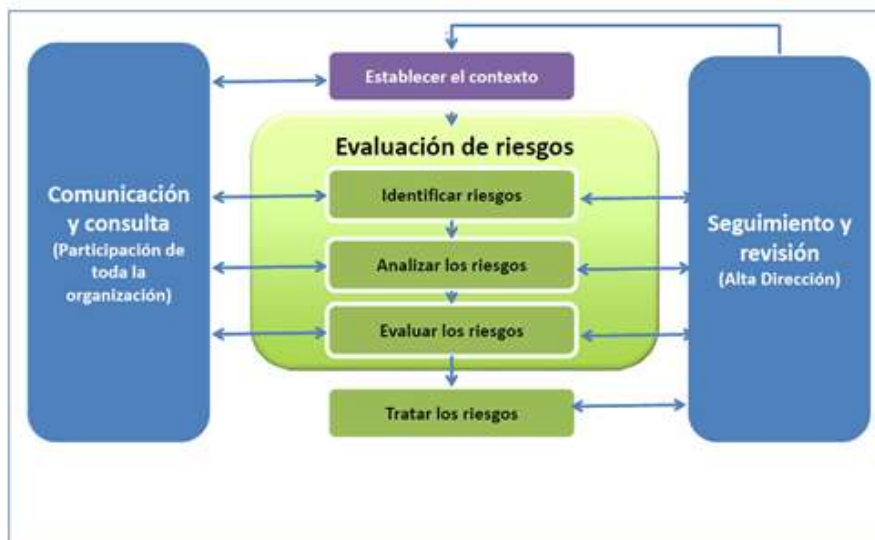 Establecer el contexto
Evaluación de riesgos
Identificar riesgos
Analizar los riesgos
Evaluar los riesgos
Tratar los riesgos
Comunicación
y consulta
(Participación de
toda la
organización)
Seguimiento y
revisión
(Alta Dirección)